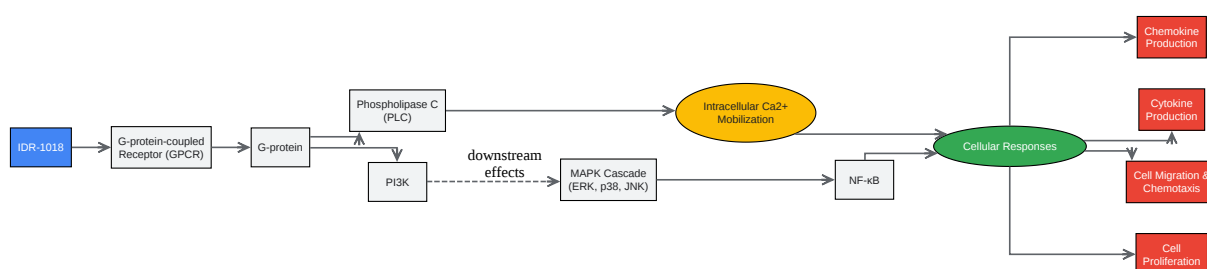 IDR-1018
G-protein-coupled
Receptor (GPCR)
G-protein
Phospholipase C
(PLC)
PI3K
downstream
effects
MAPK Cascade
(ERK, p38, JNK)
Intracellular Ca2+
Mobilization
NF-κB
Cellular Responses
Chemokine
Production
Cytokine
Production
Cell Migration &
Chemotaxis
Cell
Proliferation